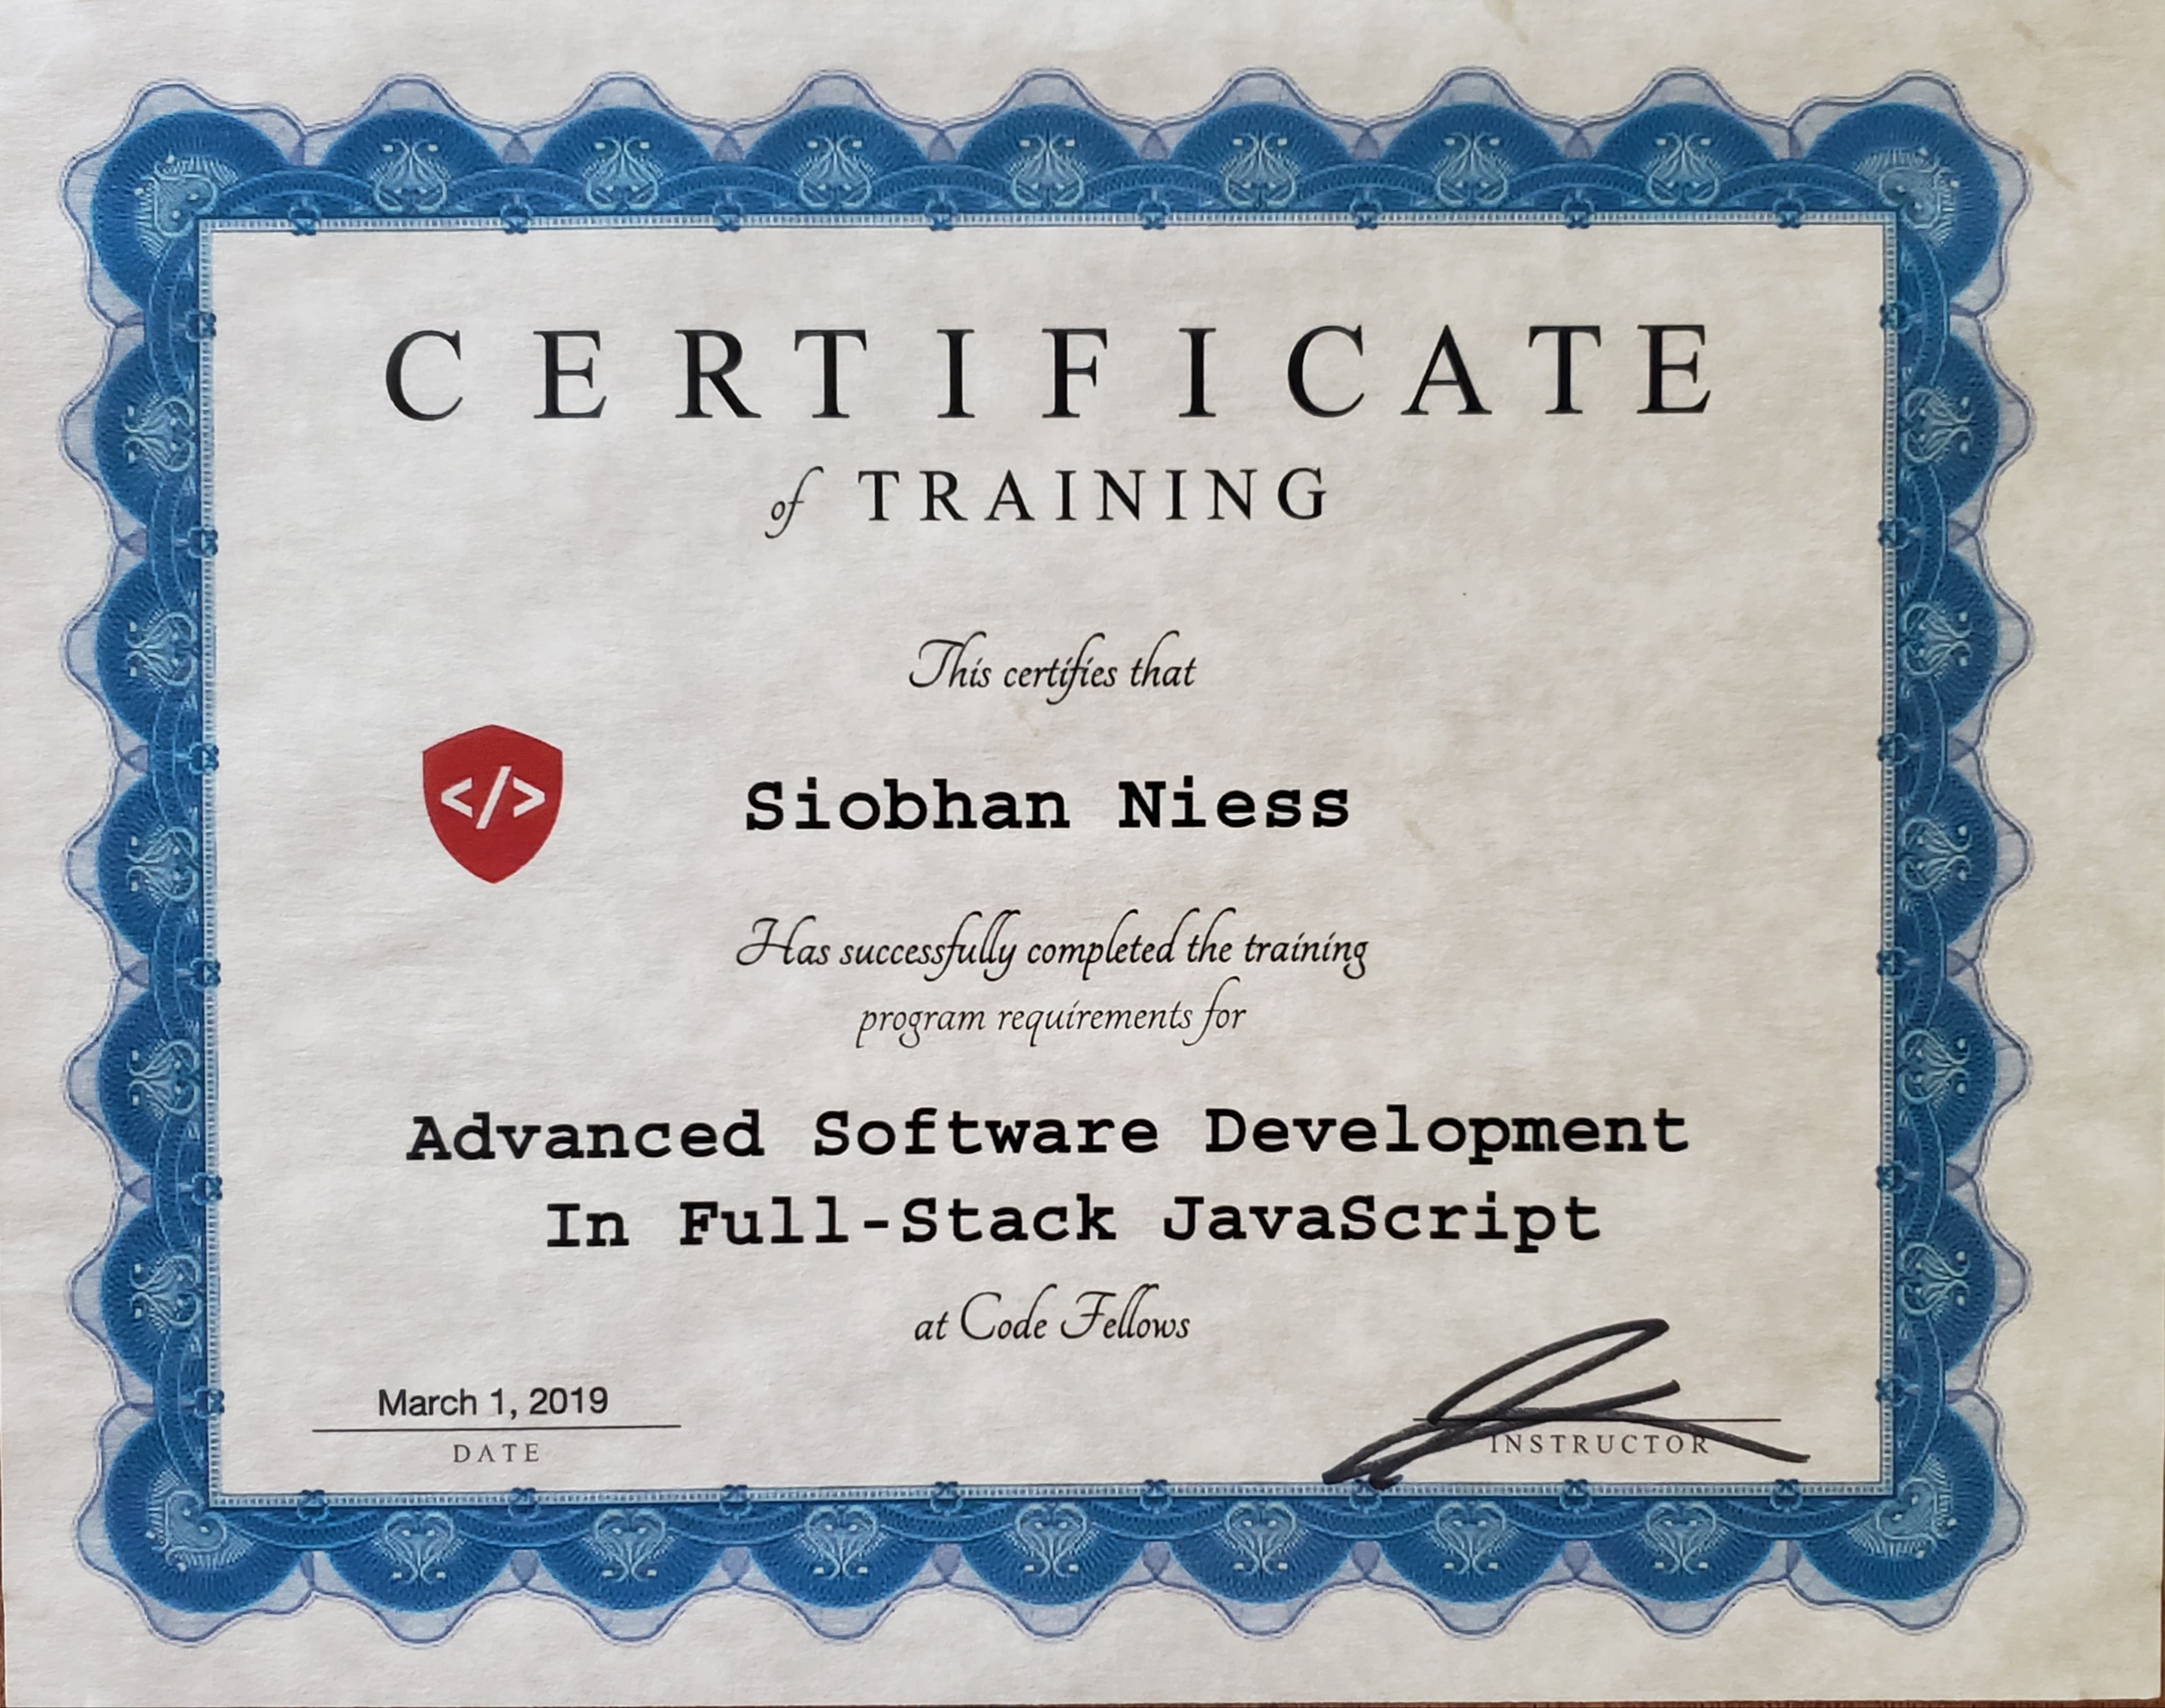 CERTIFICATE
of TRAINING
This certifies that
</>
Siobhan Niess
Has successfully completed the training
program requirements for
Advanced Software Development
In Full-Stack JavaScript
at Code Fellows
March 1, 2019
DATE
INSTRUCTOR